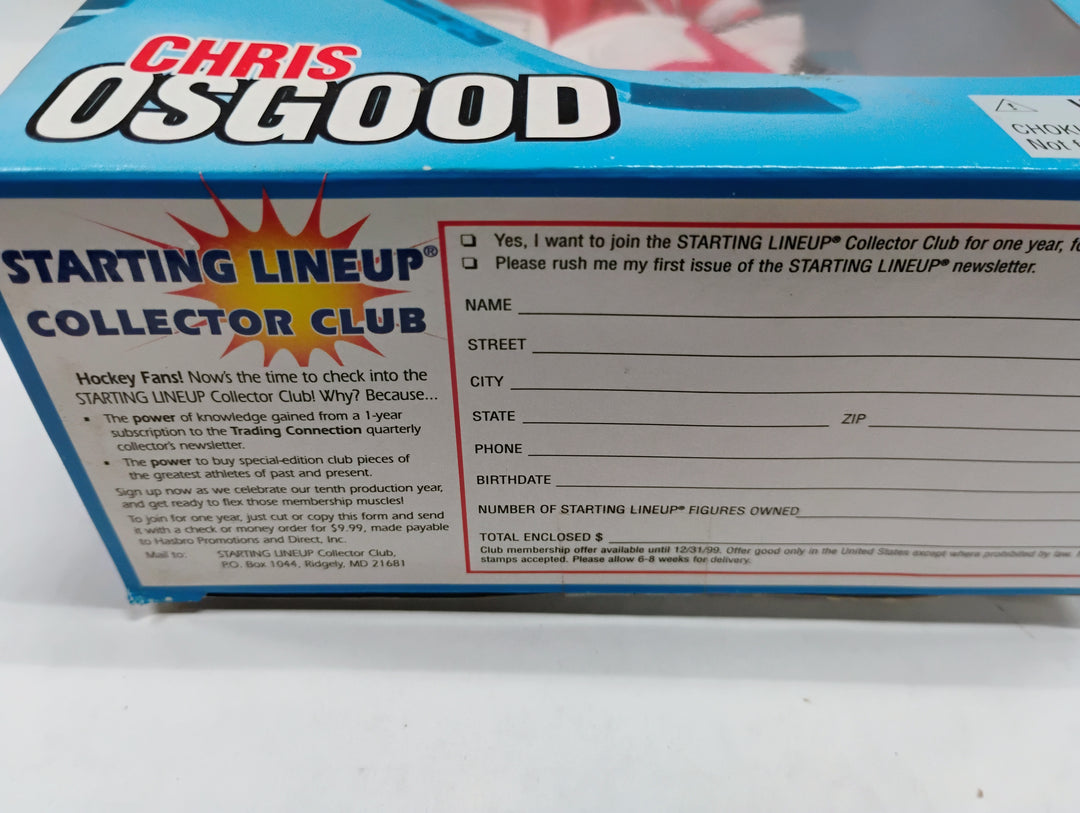 CHRIS
OSGOOD
CHOKI
Not f
STARTING LINEUP®
COLLECTOR CLUB
Hockey Fans! Now's the time to check into the
STARTING LINEUP Collector Club! Why? Because...
• The power of knowledge gained from a 1-year
subscription to the Trading Connection quarterly
collector's newsletter.
• The power to buy special-edition club pieces of
the greatest athletes of past and present.
Sign up now as we celebrate our tenth production year,
and get ready to flex those membership muscles!
To join for one year, just cut or copy this form and send
it with a check or money order for $9.99, made payable
to Hasbro Promotions and Direct, Inc.
Mail to: STARTING LINEUP Collector Club,
P.O. Box 1044, Ridgely, MD 21681
❏ Yes, I want to join the STARTING LINEUP® Collector Club for one year, fo
❏ Please rush me my first issue of the STARTING LINEUP® newsletter.
NAME
STREET
CITY
STATE ZIP
PHONE
BIRTHDATE
NUMBER OF STARTING LINEUP® FIGURES OWNED
TOTAL ENCLOSED $
Club membership offer available until 12/31/99. Offer good only in the United States except where prohibited by law.
stamps accepted. Please allow 6-8 weeks for delivery.